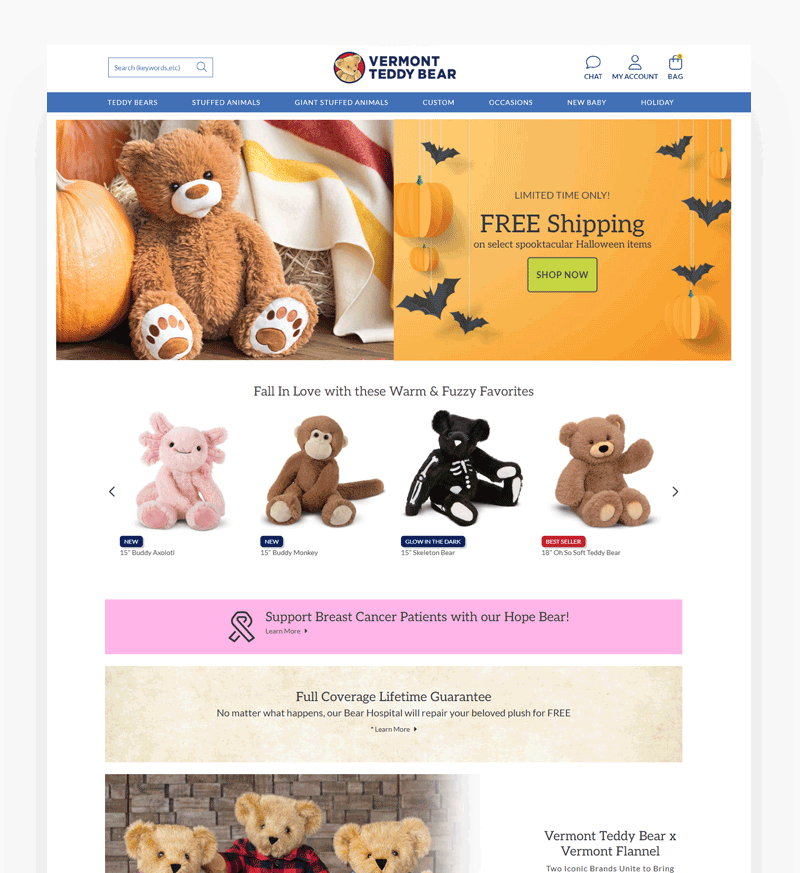 Search (keywords,etc)
VERMONT
TEDDY BEAR
CHAT
MY ACCOUNT
BAG
TEDDY BEARS
STUFFED ANIMALS
GIANT STUFFED ANIMALS
CUSTOM
OCCASIONS
NEW BABY
HOLIDAY
LIMITED TIME ONLY!
FREE Shipping
on select spooktacular Halloween items
SHOP NOW
Fall In Love with these Warm & Fuzzy Favorites
NEW
15" Buddy Axolotl
NEW
15" Buddy Monkey
GLOW IN THE DARK
15" Skeleton Bear
BEST SELLER
18" Oh So Soft Teddy Bear
Support Breast Cancer Patients with our Hope Bear!
Learn More
Full Coverage Lifetime Guarantee
No matter what happens, our Bear Hospital will repair your beloved plush for FREE
* Learn More
Vermont Teddy Bear x
Vermont Flannel
Two Iconic Brands Unite to Bring